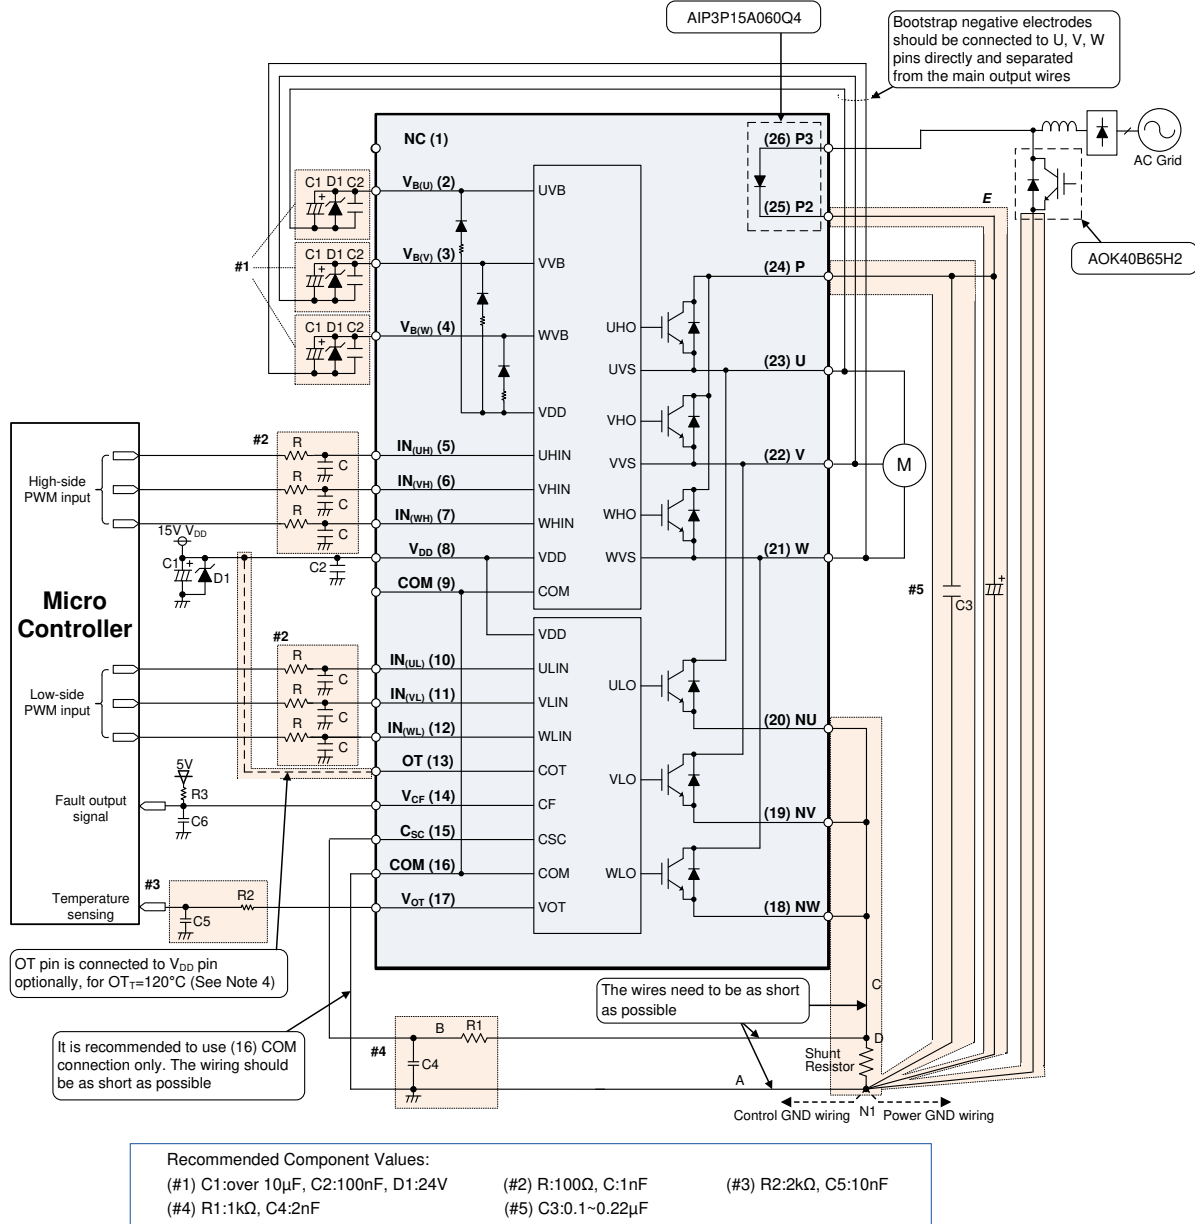 AIP3P15A060Q4
Bootstrap negative electrodes
should be connected to U, V, W
pins directly and separated
from the main output wires
AC Grid
AOK40B65H2
E
NC (1)
(26) P3
(25) P2
(24) P
C1 D1 C2
+
VB(U) (2)
UVB
#1
C1 D1 C2
+
VB(V) (3)
VVB
C1 D1 C2
+
VB(W) (4)
WVB
UHO
UVS
(23) U
VDD
VHO
#2
R
C
IN(UH) (5)
UHIN
VVS
(22) V
M
High-side
PWM input
R
C
IN(VH) (6)
VHIN
R
C
IN(WH) (7)
WHIN
WHO
15V VDD
C1
+
D1
C2
VDD (8)
VDD
WVS
(21) W
COM (9)
COM
#5
C3
+
Micro
Controller
VDD
#2
R
C
IN(UL) (10)
ULIN
ULO
Low-side
PWM input
R
C
IN(VL) (11)
VLIN
R
C
IN(WL) (12)
WLIN
(20) NU
5V
OT (13)
COT
VLO
R3
C6
Fault output
signal
VCF (14)
CF
(19) NV
CSC (15)
CSC
COM (16)
COM
WLO
#3
R2
C5
Temperature
sensing
VOT (17)
VOT
(18) NW
OT pin is connected to VDD pin
optionally, for OTT=120°C (See Note 4)
The wires need to be as short
as possible
C
It is recommended to use (16) COM
connection only. The wiring should
be as short as possible
#4
B
R1
C4
D
Shunt
Resistor
A
N1
Control GND wiring
Power GND wiring
Recommended Component Values:
(#1) C1:over 10µF, C2:100nF, D1:24V
(#2) R:100Ω, C:1nF
(#3) R2:2kΩ, C5:10nF
(#4) R1:1kΩ, C4:2nF
(#5) C3:0.1~0.22µF